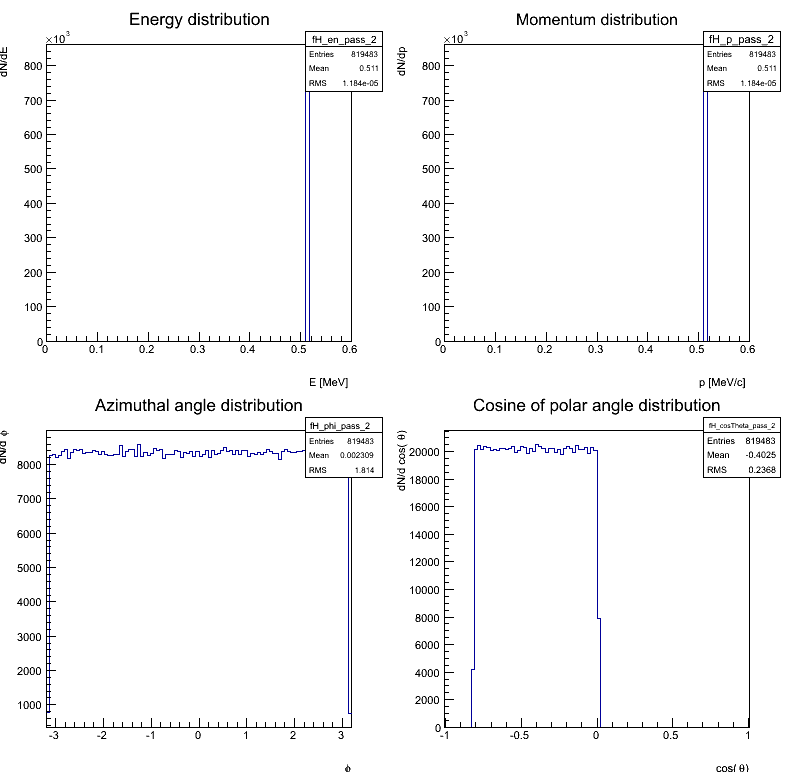 Energy distribution
×10³
dN/dE
fH_en_pass_2
Entries 819483
Mean 0.511
RMS 1.184e-05
800
700
600
500
400
300
200
100
0
0 0.1 0.2 0.3 0.4 0.5 0.6
E [MeV]
Momentum distribution
×10³
dN/dp
fH_p_pass_2
Entries 819483
Mean 0.511
RMS 1.184e-05
800
700
600
500
400
300
200
100
0
0 0.1 0.2 0.3 0.4 0.5 0.6
p [MeV/c]
Azimuthal angle distribution
dN/d ϕ
fH_phi_pass_2
Entries 819483
Mean 0.002309
RMS 1.814
8000
7000
6000
5000
4000
3000
2000
1000
-3 -2 -1 0 1 2 3
ϕ
Cosine of polar angle distribution
dN/d cos( θ)
fH_cosTheta_pass_2
Entries 819483
Mean -0.4025
RMS 0.2368
20000
18000
16000
14000
12000
10000
8000
6000
4000
2000
0
-1 -0.5 0 0.5 1
cos(θ)